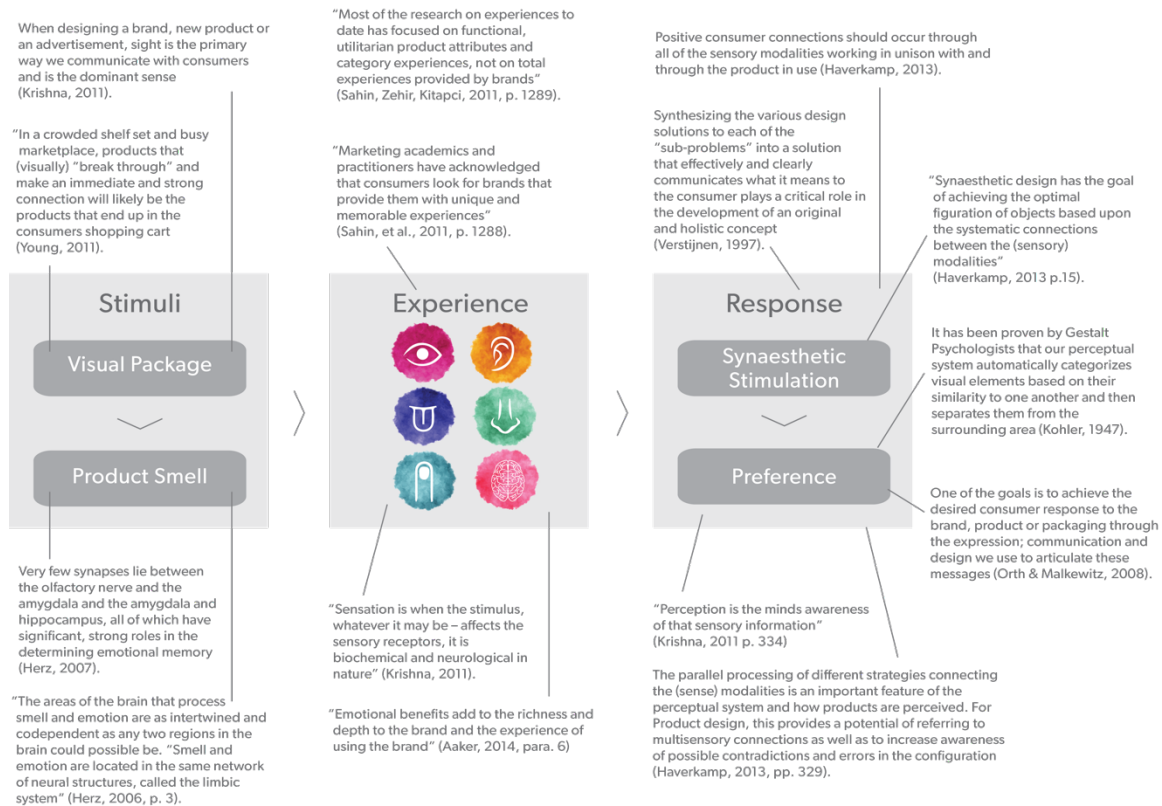 When designing a brand, new product or
an advertisement, sight is the primary
way we communicate with consumers
and is the dominant sense
(Krishna, 2011).
“In a crowded shelf set and busy
marketplace, products that
(visually) “break through” and
make an immediate and strong
connection will likely be the
products that end up in the
consumers shopping cart
(Young, 2011).
Stimuli
Visual Package
Product Smell
Very few synapses lie between
the olfactory nerve and the
amygdala and the amygdala and
hippocampus, all of which have
significant, strong roles in the
determining emotional memory
(Herz, 2007).
“The areas of the brain that process
smell and emotion are as intertwined and
codependent as any two regions in the
brain could possible be. “Smell and
emotion are located in the same network
of neural structures, called the limbic
system” (Herz, 2006, p. 3).
“Most of the research on experiences to
date has focused on functional,
utilitarian product attributes and
category experiences, not on total
experiences provided by brands”
(Sahin, Zehir, Kitapci, 2011, p. 1289).
“Marketing academics and
practitioners have acknowledged
that consumers look for brands that
provide them with unique and
memorable experiences”
(Sahin, et al., 2011, p. 1288).
Experience
“Sensation is when the stimulus,
whatever it may be – affects the
sensory receptors, it is
biochemical and neurological in
nature” (Krishna, 2011).
“Emotional benefits add to the richness and
depth to the brand and the experience of
using the brand” (Aaker, 2014, para. 6)
Positive consumer connections should occur through
all of the sensory modalities working in unison with and
through the product in use (Haverkamp, 2013).
Synthesizing the various design
solutions to each of the
“sub-problems” into a solution
that effectively and clearly
communicates what it means to
the consumer plays a critical role in
the development of an original
and holistic concept
(Verstijnen, 1997).
“Synaesthetic design has the goal
of achieving the optimal
figuration of objects based upon
the systematic connections
between the (sensory)
modalities”
(Haverkamp, 2013 p.15).
Response
Synaesthetic
Stimulation
Preference
It has been proven by Gestalt
Psychologists that our perceptual
system automatically categorizes
visual elements based on their
similarity to one another and then
separates them from the
surrounding area (Kohler, 1947).
One of the goals is to achieve the
desired consumer response to the
brand, product or packaging through
the expression; communication and
design we use to articulate these
messages (Orth & Malkewitz, 2008).
“Perception is the minds awareness
of that sensory information”
(Krishna, 2011 p. 334)
The parallel processing of different strategies connecting
the (sense) modalities is an important feature of the
perceptual system and how products are perceived. For
Product design, this provides a potential of referring to
multisensory connections as well as to increase awareness
of possible contradictions and errors in the configuration
(Haverkamp, 2013, pp. 329).